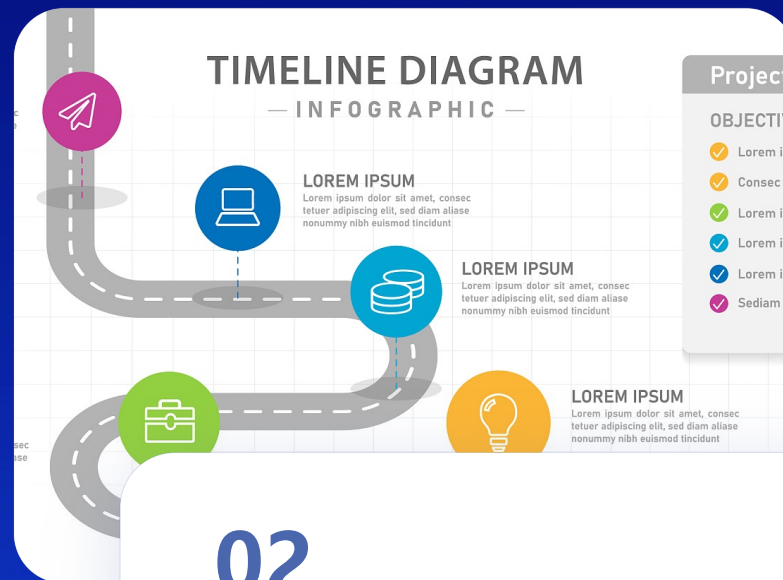 TIMELINE DIAGRAM
INFOGRAPHIC
LOREM IPSUM
Lorem ipsum dolor sit amet, consec
tetuer adipiscing elit, sed diam aliase
nonummy nibh euismod tincidunt
LOREM IPSUM
Lorem ipsum dolor sit amet, consec
tetuer adipiscing elit, sed diam aliase
nonummy nibh euismod tincidunt
LOREM IPSUM
Lorem ipsum dolor sit amet, consec
tetuer adipiscing elit, sed diam aliase
nonummy nibh euismod tincidunt
Project
OBJECTI
Lorem i
Consec
Lorem i
Lorem i
Lorem i
Sediam
sec
ase
02